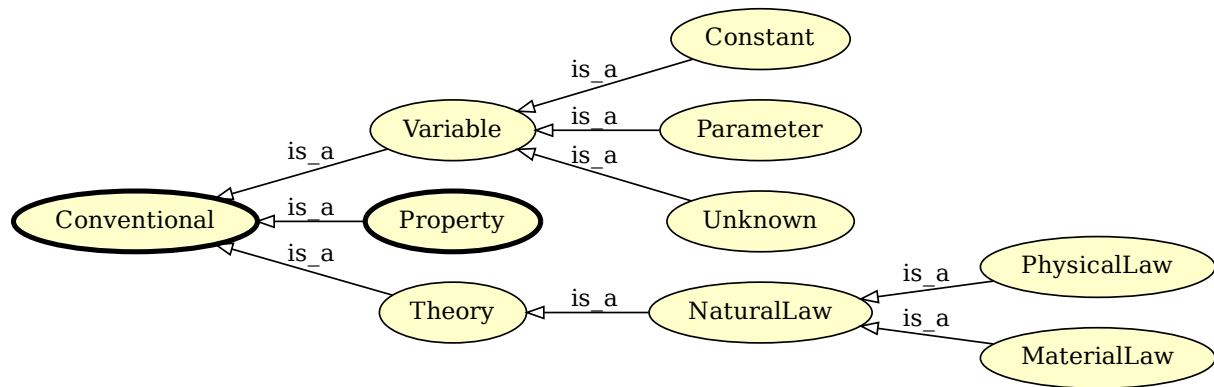 Constant
is_a
Variable
is_a
Parameter
is_a
is_a
Conventional
is_a
Property
Unknown
is_a
PhysicalLaw
is_a
Theory
is_a
NaturalLaw
is_a
MaterialLaw